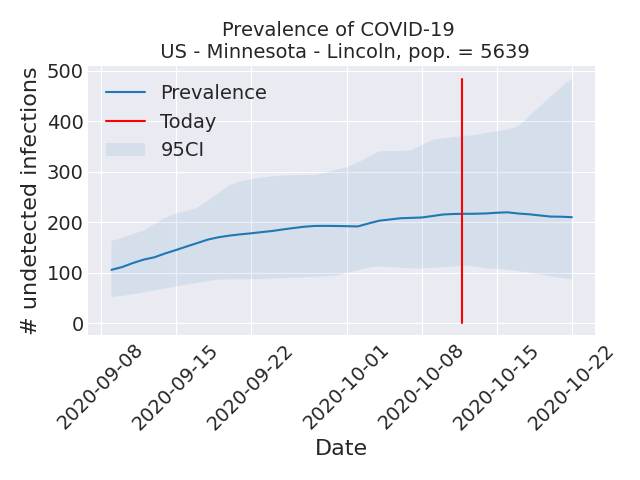 Prevalence of COVID-19
US - Minnesota - Lincoln, pop. = 5639
# undetected infections
500
400
300
200
100
0
Prevalence
Today
95CI
2020-09-08
2020-09-15
2020-09-22
2020-10-01
2020-10-08
2020-10-15
2020-10-22
Date